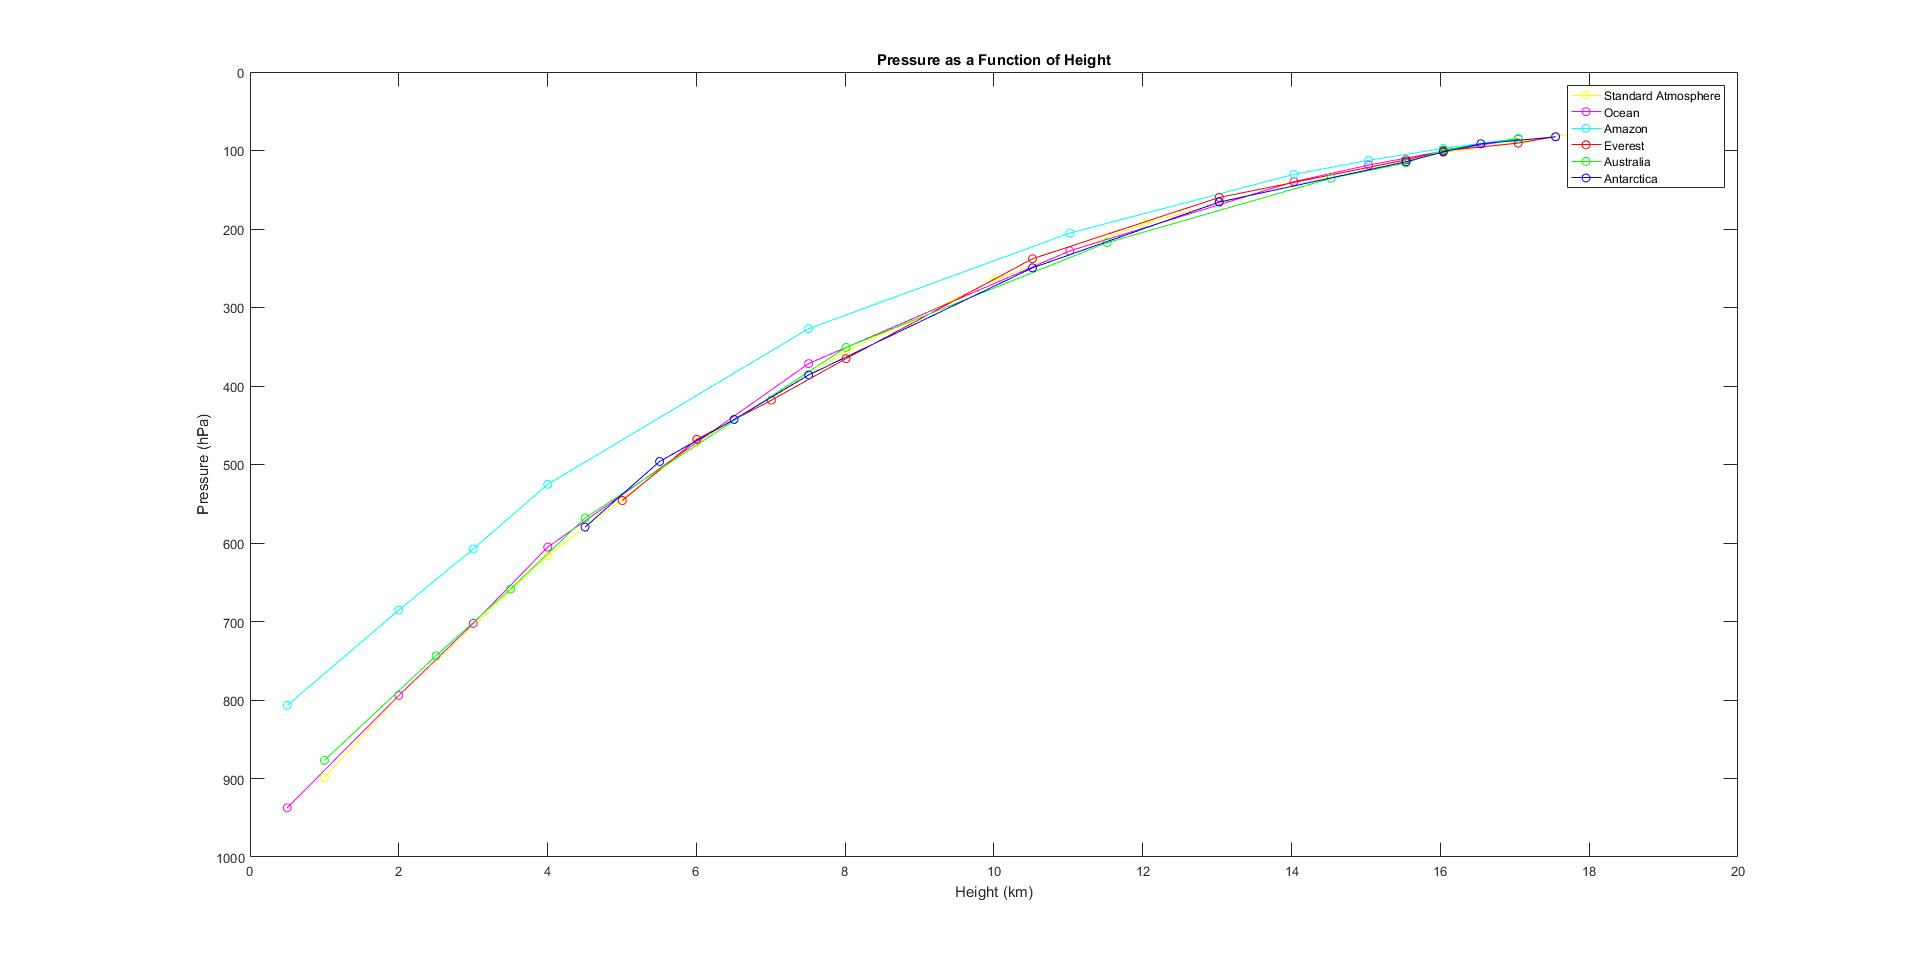 Pressure as a Function of Height
0
100
200
300
400
500
600
700
800
900
1000
Pressure (hPa)
Standard Atmosphere
Ocean
Amazon
Everest
Australia
Antarctica
0 2 4 6 8 10 12 14 16 18 20
Height (km)